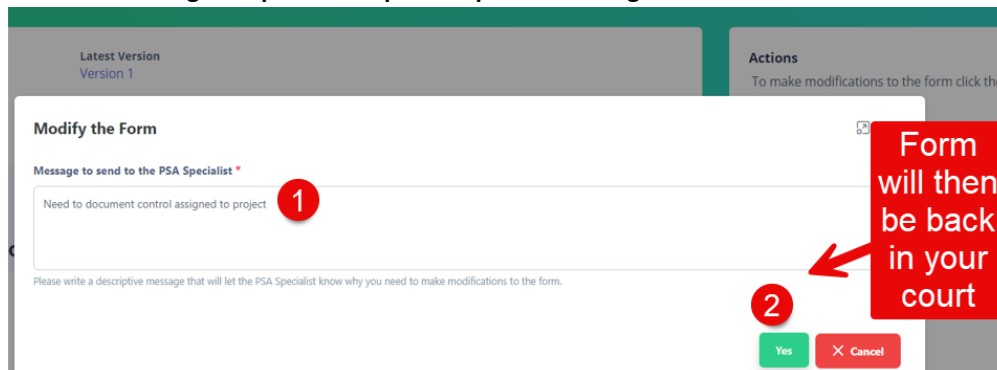 Latest Version
Version 1
Actions
To make modifications to the form click the
Modify the Form
Message to send to the PSA Specialist *
Need to document control assigned to project
1
Please write a descriptive message that will let the PSA Specialist know why you need to make modifications to the form.
Form
will then
be back
in your
court
2
Yes
Cancel